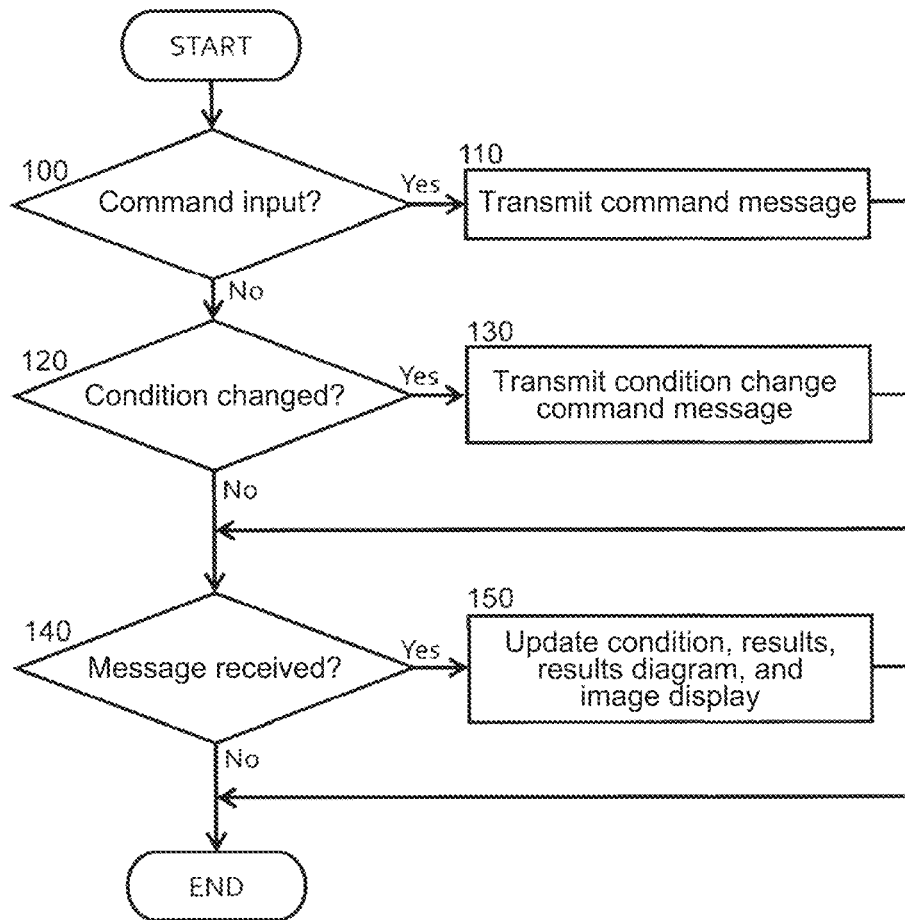 START
100
Command input?
Yes
110
Transmit command message
No
120
Condition changed?
Yes
130
Transmit condition change
command message
No
140
Message received?
Yes
150
Update condition, results,
results diagram, and
image display
No
END